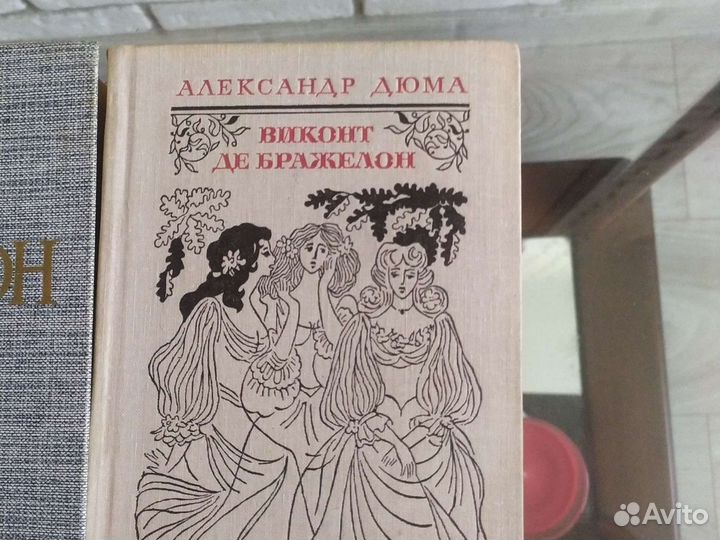 АЛЕКСАНДР ДЮМА
ВИКОНТ
ДЕ БРАЖЕЛОН
ОН
Avito